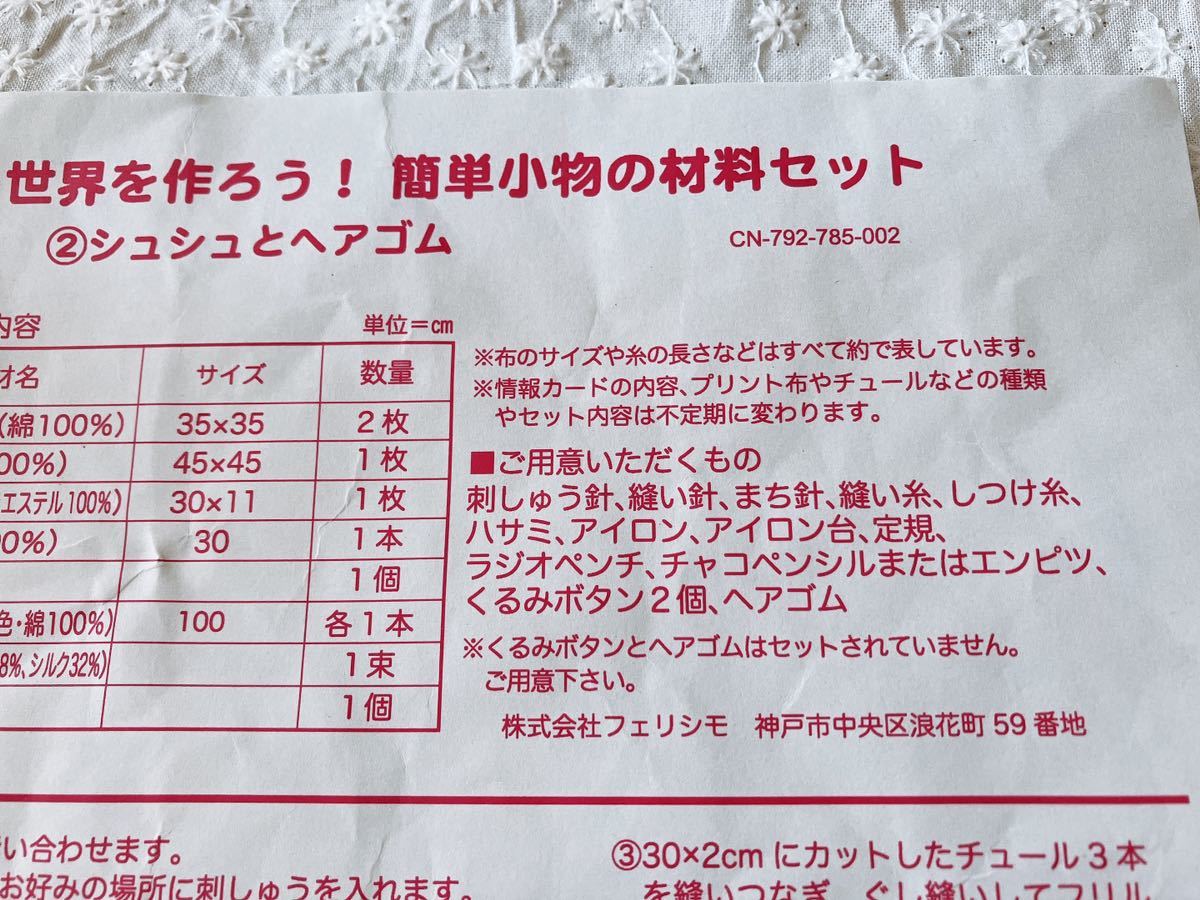 世界を作ろう! 簡単小物の材料セット
②シュシュとヘアゴム
CN-792-785-002
内容
単位=cm
材名 サイズ 数量
(綿100%) 35×35 2枚
00%) 45×45 1枚
エステル100%) 30×11 1枚
00%) 30 1本
1個
色・綿100%) 100 各1本
8%、シルク32%) 1束
1個
※布のサイズや糸の長さなどはすべて約で表しています。
※情報カードの内容、プリント布やチュールなどの種類
やセット内容は不定期に変わります。
■ご用意いただくもの
刺しゅう針、縫い針、まち針、縫い糸、しつけ糸、
ハサミ、アイロン、アイロン台、定規、
ラジオペンチ、チャコペンシルまたはエンピツ、
くるみボタン2個、ヘアゴム
※くるみボタンとヘアゴムはセットされていません。
ご用意下さい。
株式会社フェリシモ 神戸市中央区浪花町59番地
い合わせます。
お好みの場所に刺しゅうを入れます。
③30×2cmにカットしたチュール3本
を縫いつなぎ、ぐし縫いしてフリル